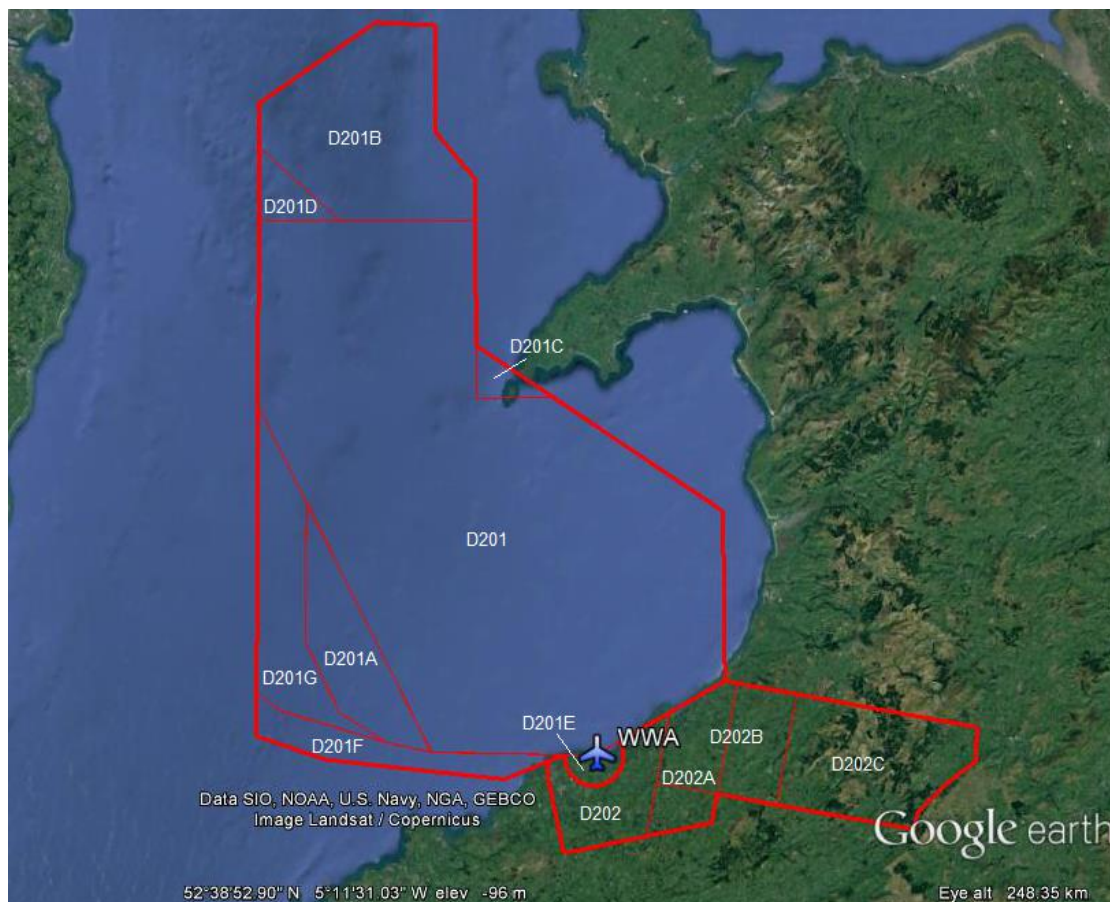 D201B
D201D
D201C
D201
D201A
D201G
D201E
WWA
D201F
D202B
D202C
D202A
D202
Data SIO, NOAA, U.S. Navy, NGA, GEBCO
Image Landsat / Copernicus
Google earth
52°38'52.90" N 5°11'31.03" W elev -96 m
Eye alt 248.35 km